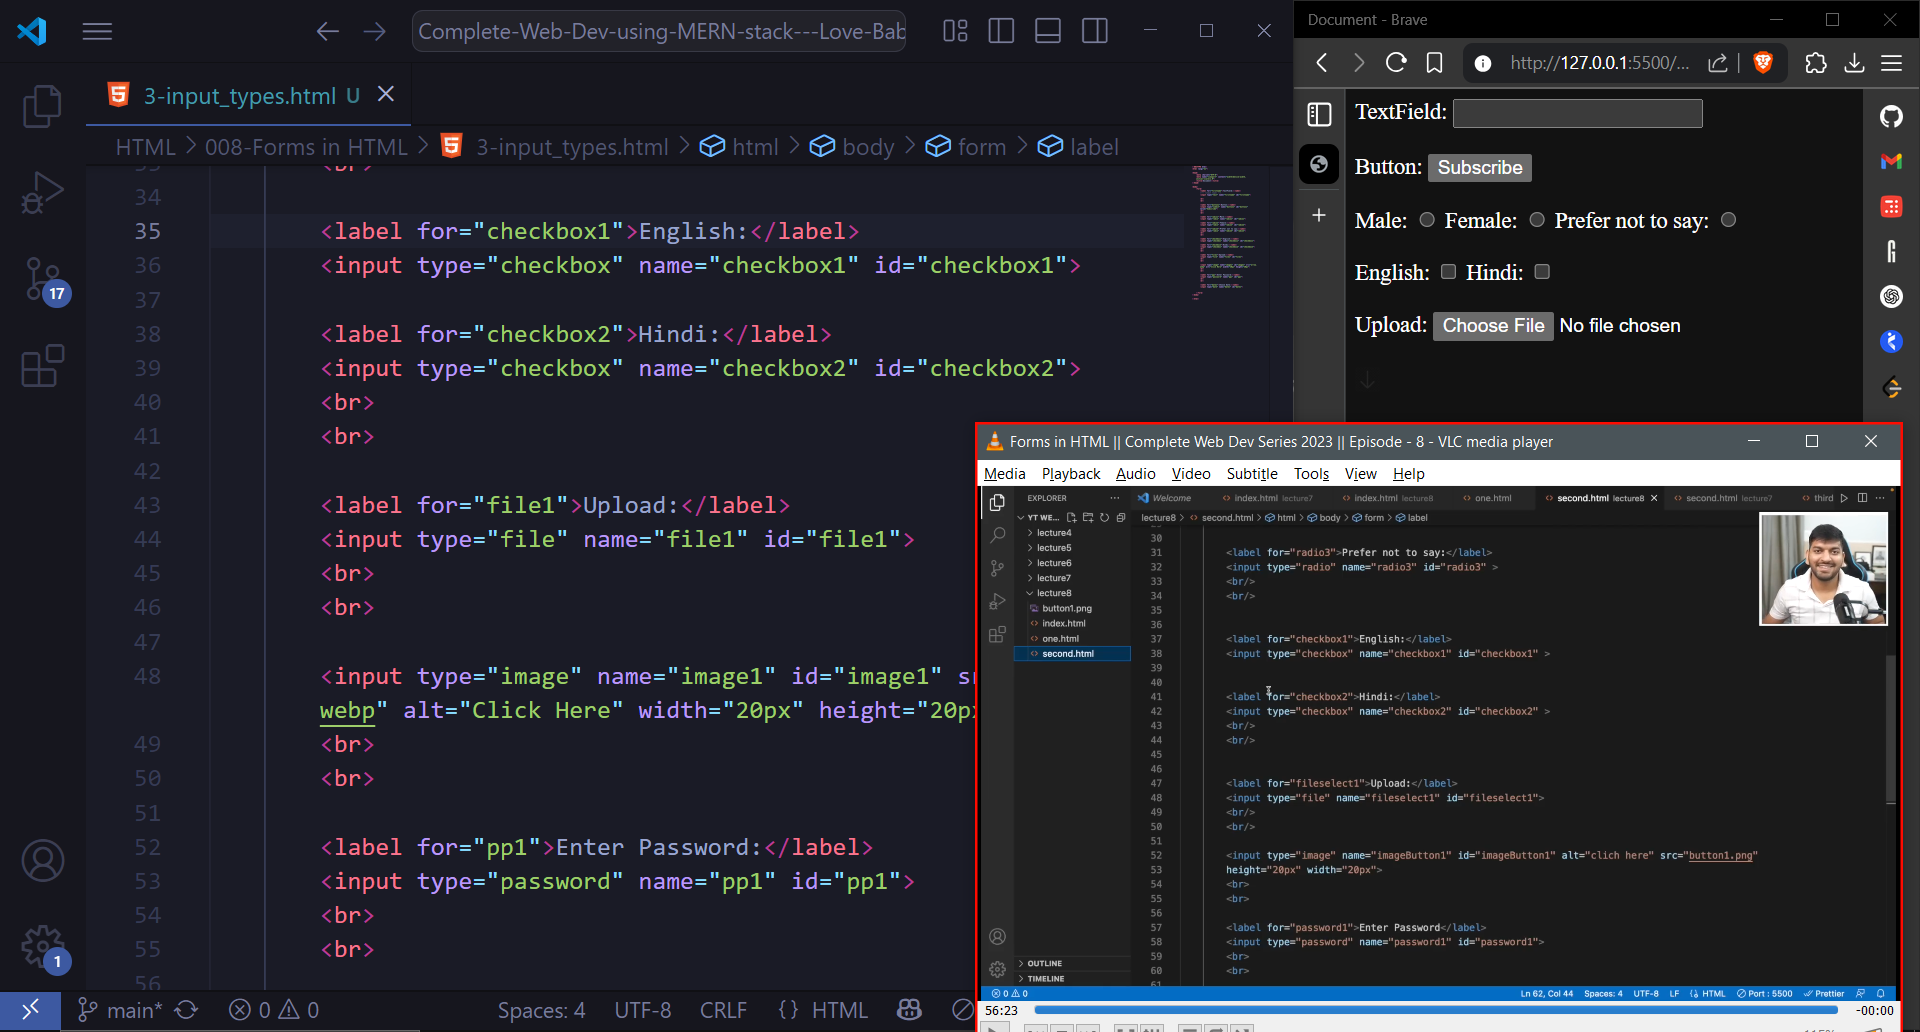 Complete-Web-Dev-using-MERN-stack---Love-Bab
3-input_types.html U
HTML > 008-Forms in HTML > 3-input_types.html > html > body > form > label
34
35 <label for="checkbox1">English:</label>
36 <input type="checkbox" name="checkbox1" id="checkbox1">
37
38 <label for="checkbox2">Hindi:</label>
39 <input type="checkbox" name="checkbox2" id="checkbox2">
40 <br>
41 <br>
42
43 <label for="file1">Upload:</label>
44 <input type="file" name="file1" id="file1">
45 <br>
46 <br>
47
48 <input type="image" name="image1" id="image1" sr
webp" alt="Click Here" width="20px" height="20px
49 <br>
50 <br>
51
52 <label for="pp1">Enter Password:</label>
53 <input type="password" name="pp1" id="pp1">
54 <br>
55 <br>
56
17
1
main* 0 0 Spaces: 4 UTF-8 CRLF {} HTML
Document - Brave
http://127.0.0.1:5500/...
TextField:
Button: Subscribe
Male: Female: Prefer not to say:
English: Hindi:
Upload: Choose File No file chosen
Forms in HTML || Complete Web Dev Series 2023 || Episode - 8 - VLC media player
Media Playback Audio Video Subtitle Tools View Help
EXPLORER ... Welcome index.html lecture7 index.html lecture8 one.html second.html lecture8 second.html lecture7 third
YT WE...
lecture8 > second.html > html > body > form > label
lecture4
lecture5
lecture6
lecture7
lecture8
button1.png
index.html
one.html
second.html
30
31 <label for="radio3">Prefer not to say:</label>
32 <input type="radio" name="radio3" id="radio3" >
33 <br/>
34 <br/>
35
36
37 <label for="checkbox1">English:</label>
38 <input type="checkbox" name="checkbox1" id="checkbox1" >
39
40
41 <label for="checkbox2">Hindi:</label>
42 <input type="checkbox" name="checkbox2" id="checkbox2" >
43 <br/>
44 <br/>
45
46
47 <label for="fileselect1">Upload:</label>
48 <input type="file" name="fileselect1" id="fileselect1">
49 <br/>
50 <br/>
51
52 <input type="image" name="imageButton1" id="imageButton1" alt="clich here" src="button1.png"
53 height="20px" width="20px">
54 <br>
55 <br>
56
57 <label for="password1">Enter Password</label>
58 <input type="password" name="password1" id="password1">
59 <br>
60 <br>
61
OUTLINE
TIMELINE
0 0 Ln 62, Col 44 Spaces: 4 UTF-8 LF HTML Port : 5500 Prettier
56:23 -00:00